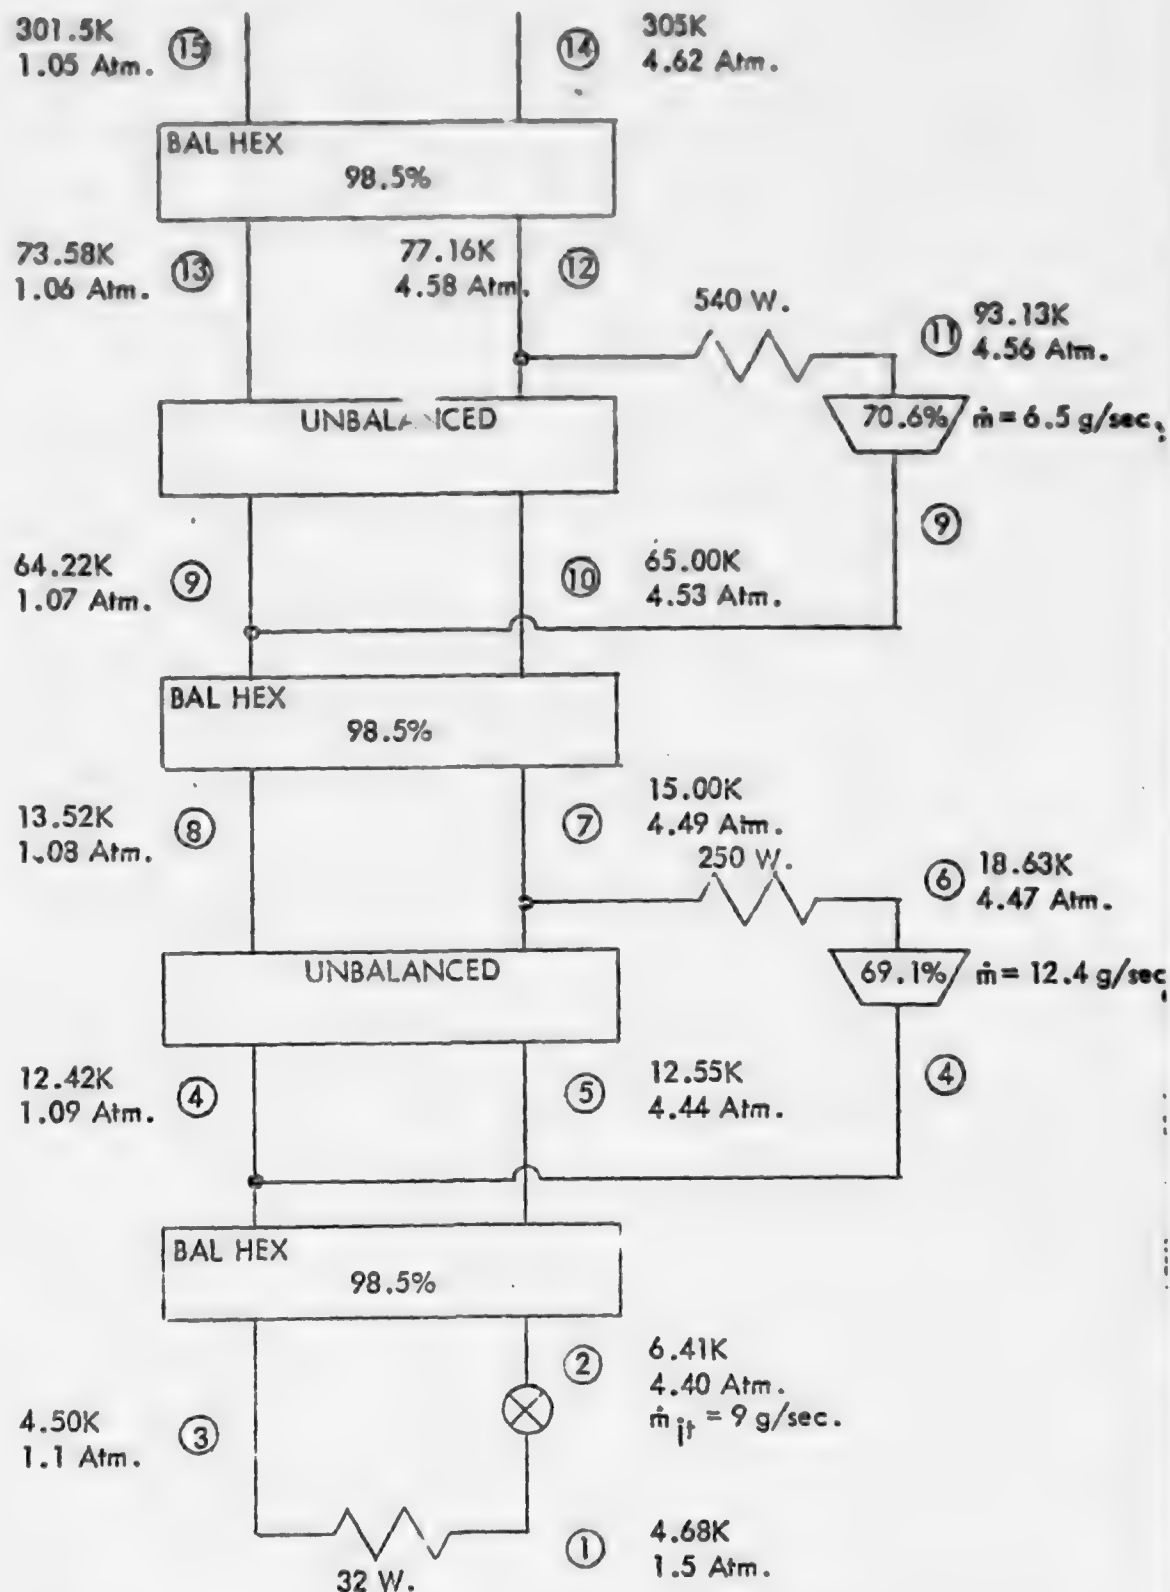 301.5K
1.05 Atm.
15
14
305K
4.62 Atm.
BAL HEX
98.5%
73.58K
1.06 Atm.
13
77.16K
4.58 Atm.
12
540 W.
11
93.13K
4.56 Atm.
UNBALANCED
70.6%
ṁ = 6.5 g/sec.
9
64.22K
1.07 Atm.
9
10
65.00K
4.53 Atm.
BAL HEX
98.5%
13.52K
1.08 Atm.
8
7
15.00K
4.49 Atm.
250 W.
6
18.63K
4.47 Atm.
UNBALANCED
69.1%
ṁ = 12.4 g/sec
12.42K
1.09 Atm.
4
5
12.55K
4.44 Atm.
4
BAL HEX
98.5%
2
6.41K
4.40 Atm.
ṁjt = 9 g/sec.
4.50K
1.1 Atm.
3
1
4.68K
1.5 Atm.
32 W.